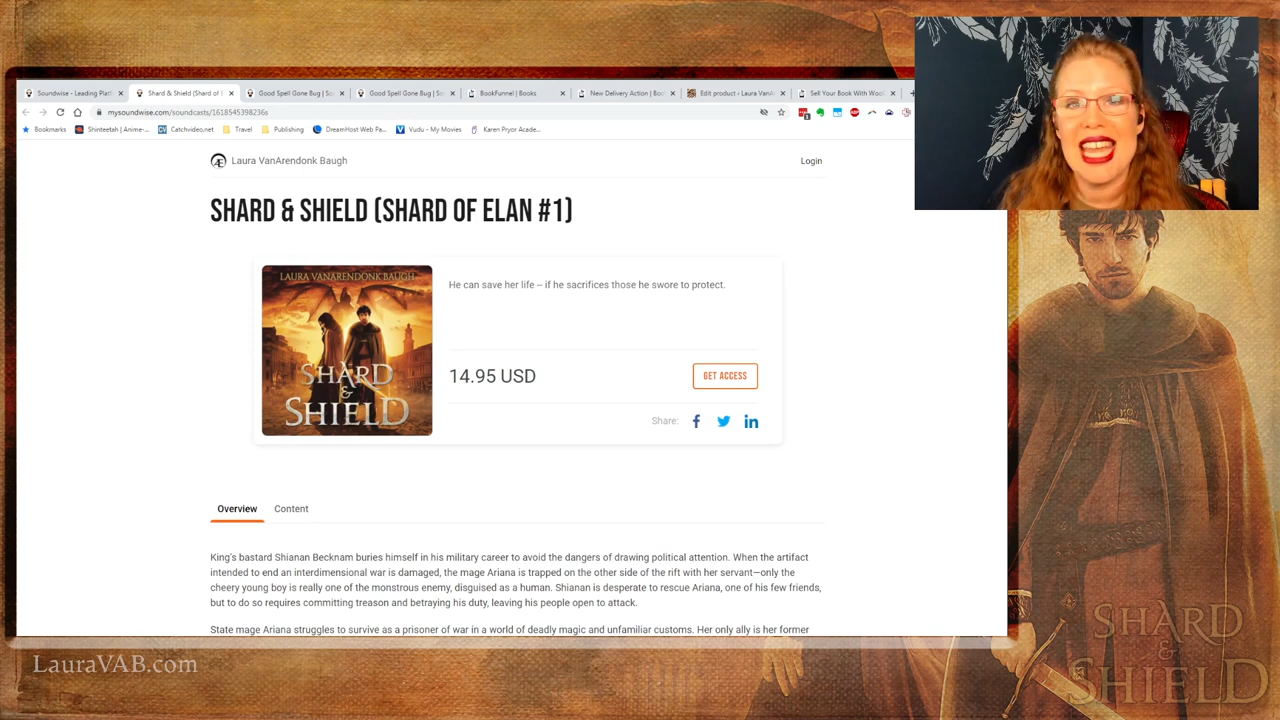 Soundwise - Leading Platf
Shard & Shield (Shard of E
Good Spell Gone Bug | So
Good Spell Gone Bug | So
BookFunnel | Books
New Delivery Action | Boo
Edit product ‹ Laura VanAr
Sell Your Book With Woo
mysoundwise.com/soundcasts/1618545398236s
Bookmarks
Shinteetah | Anime-...
Catchvideo.net
Travel
Publishing
DreamHost Web Pa...
Vudu - My Movies
Karen Pryor Acade...
Laura VanArendonk Baugh
Login
SHARD & SHIELD (SHARD OF ELAN #1)
LAURA VANARENDONK BAUGH
SHARD
&
SHIELD
He can save her life -- if he sacrifices those he swore to protect.
14.95 USD
GET ACCESS
Share:
Overview
Content
King's bastard Shianan Becknam buries himself in his military career to avoid the dangers of drawing political attention. When the artifact
intended to end an interdimensional war is damaged, the mage Ariana is trapped on the other side of the rift with her servant—only the
cheery young boy is really one of the monstrous enemy, disguised as a human. Shianan is desperate to rescue Ariana, one of his few friends,
but to do so requires committing treason and betraying his duty, leaving his people open to attack.
State mage Ariana struggles to survive as a prisoner of war in a world of deadly magic and unfamiliar customs. Her only ally is her former
LauraVAB.com
SHARD
&
SHIELD